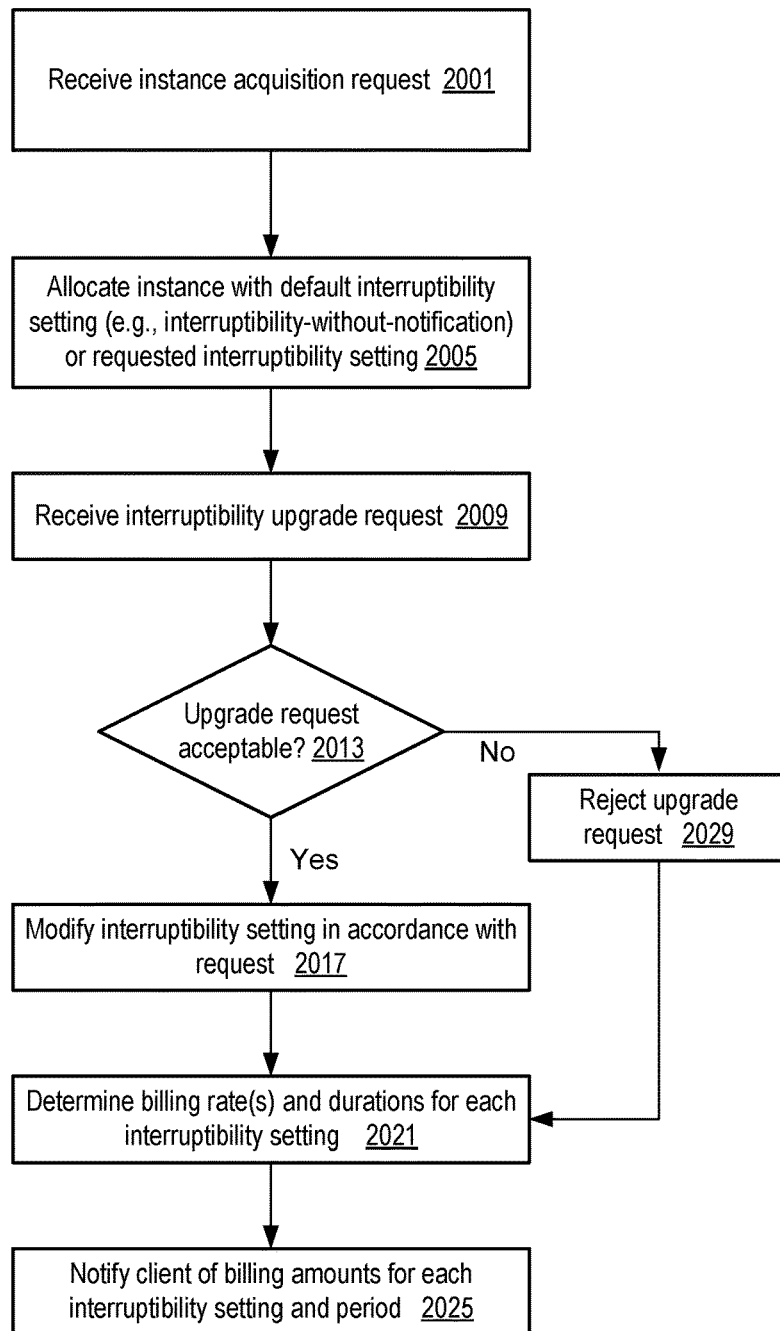 Receive instance acquisition request 2001
Allocate instance with default interruptibility
setting (e.g., interruptibility-without-notification)
or requested interruptibility setting 2005
Receive interruptibility upgrade request 2009
Upgrade request
acceptable? 2013
No
Reject upgrade
request 2029
Yes
Modify interruptibility setting in accordance with
request 2017
Determine billing rate(s) and durations for each
interruptibility setting 2021
Notify client of billing amounts for each
interruptibility setting and period 2025